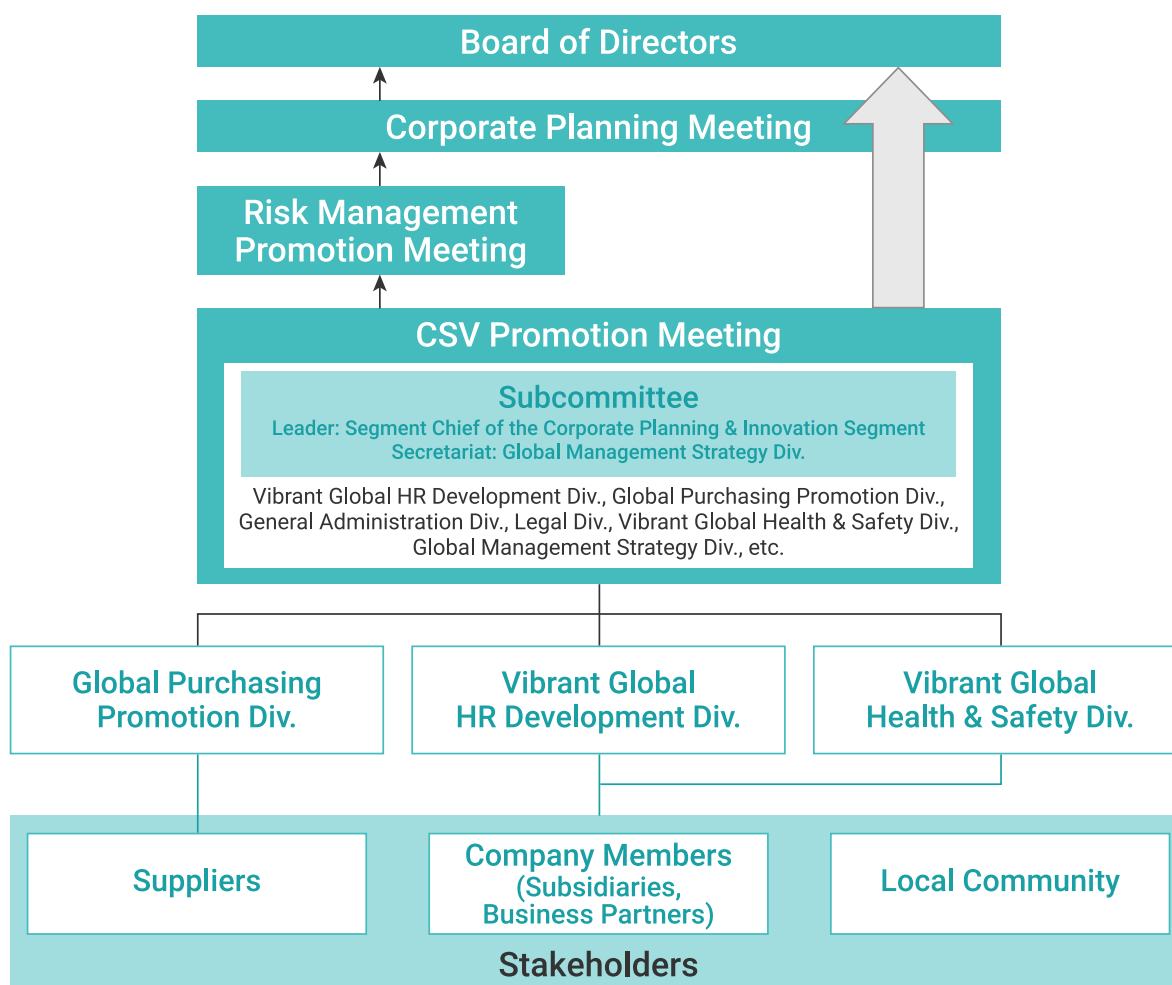 Board of Directors
Corporate Planning Meeting
Risk Management
Promotion Meeting
CSV Promotion Meeting
Subcommittee
Leader: Segment Chief of the Corporate Planning & Innovation Segment
Secretariat: Global Management Strategy Div.
Vibrant Global HR Development Div., Global Purchasing Promotion Div.,
General Administration Div., Legal Div., Vibrant Global Health & Safety Div.,
Global Management Strategy Div., etc.
Global Purchasing
Promotion Div.
Vibrant Global
HR Development Div.
Vibrant Global
Health & Safety Div.
Suppliers
Company Members
(Subsidiaries,
Business Partners)
Local Community
Stakeholders